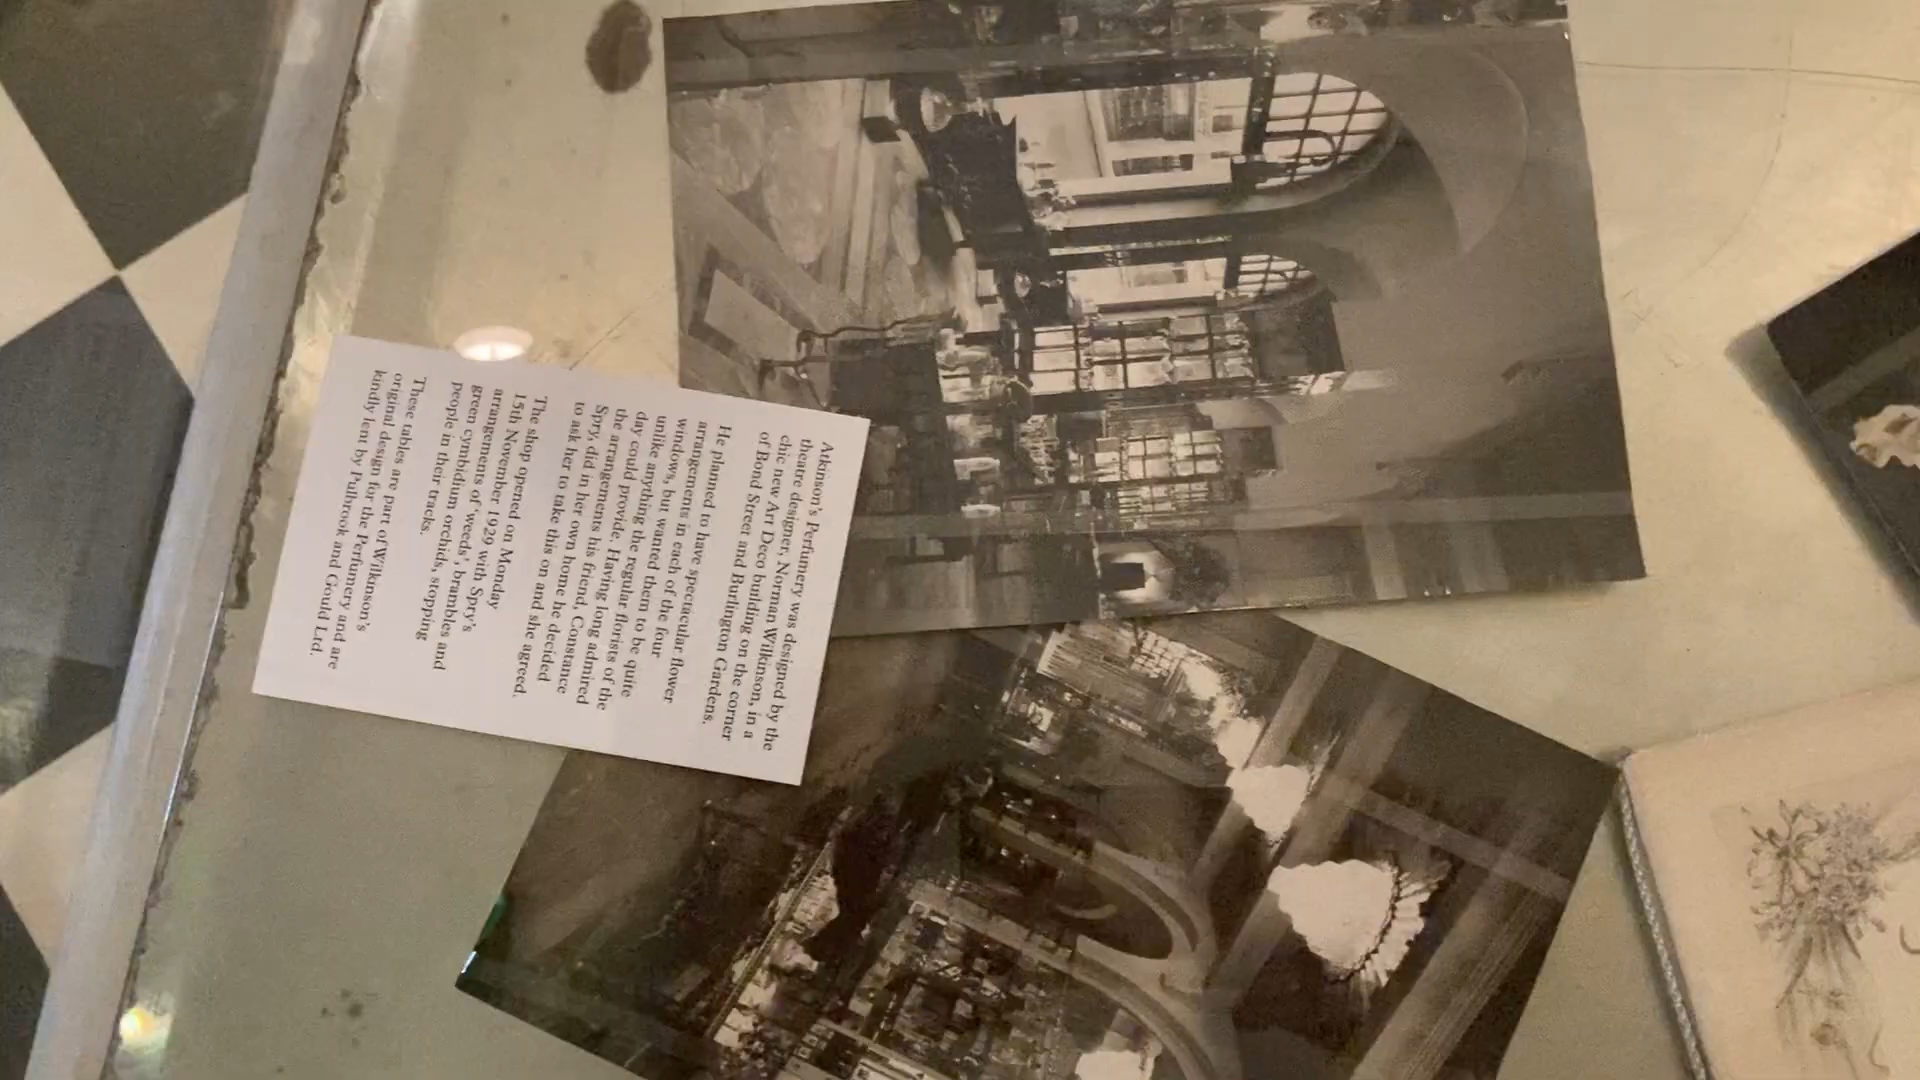 Atkinson's Perfumery was designed by the
theatre designer, Norman Wilkinson, in a
chic new Art Deco building on the corner
of Bond Street and Burlington Gardens.
He planned to have spectacular flower
arrangements in each of the four
windows, but wanted them to be quite
unlike anything the regular florists of the
day could provide. Having long admired
the arrangements his friend, Constance
Spry, did in her own home he decided
to ask her to take this on and she agreed.
The shop opened on Monday
15th November 1929 with Spry's
arrangements of 'weeds', brambles and
green cymbidium orchids, stopping
people in their tracks.
These tables are part of Wilkinson's
original design for the Perfumery and are
kindly lent by Pulbrook and Gould Ltd.